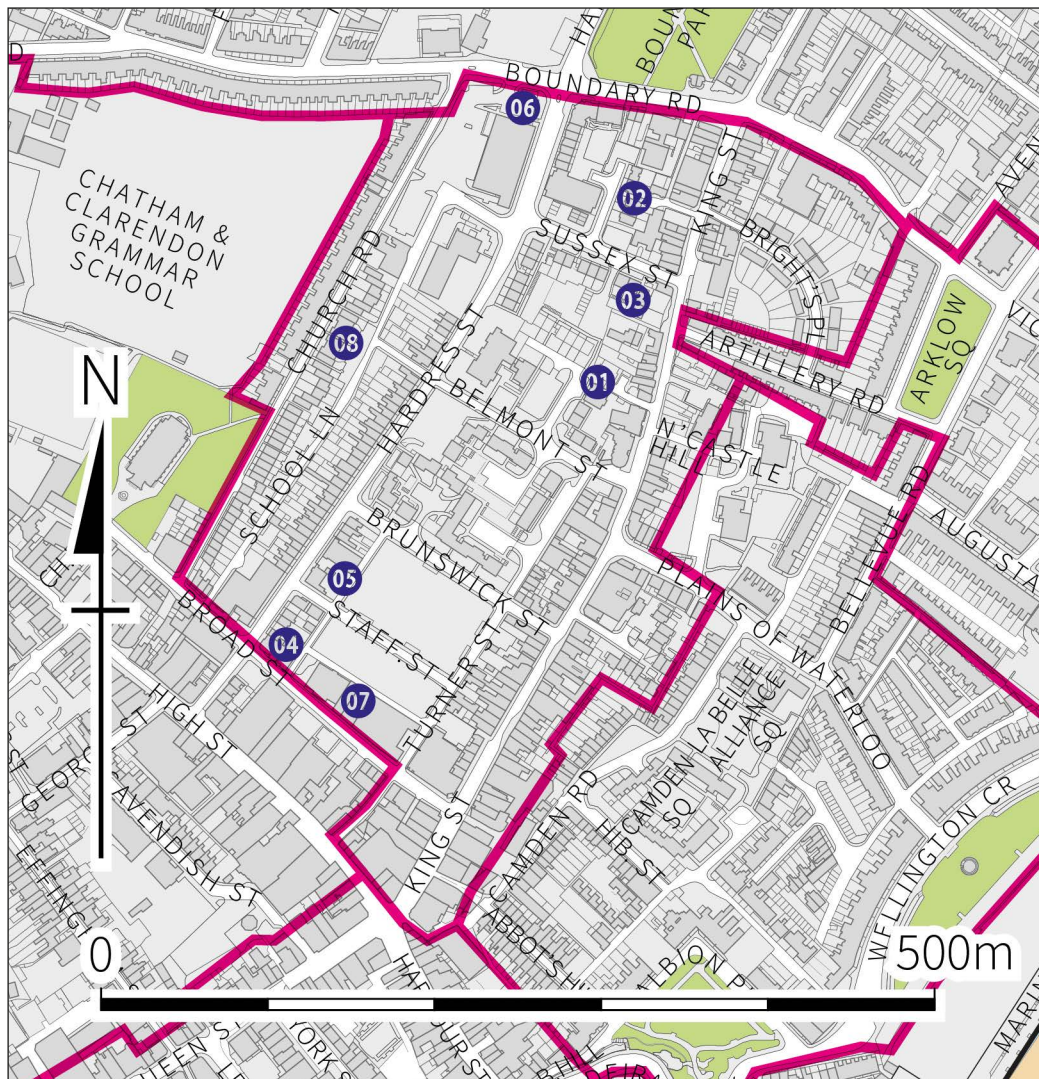 BOUNDARY RD
06
02
KING ST
SUSSEX ST
BRIGHT'S PL
03
CHATHAM &
CLARENDON
GRAMMAR
SCHOOL
CHURCH RD
08
HARDRES ST
01
ARTILLERY RD
ARKLOW
SQ
N
BELMONT ST
N'CASTLE
HILL
SCHOOL LN
BELLEVUE RD
AUGUSTA
BRUNSWICK ST
PLAINS OF WATERLOO
05
STAFF. ST
04
BROAD ST
07
TURNER ST
HIGH ST
LA BELLE
ALLIANCE
SQ
CAMDEN
SQ
CAMDEN RD
HIB. ST
WELLINGTON CR
CAVENDISH ST
KING ST
0
500m